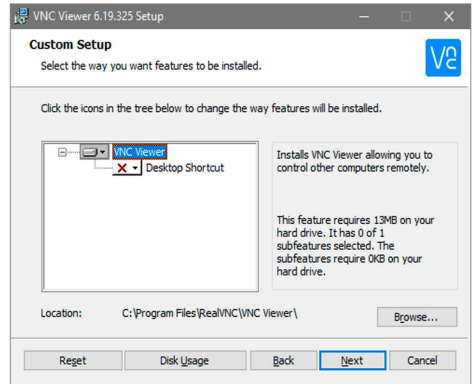 VNC Viewer 6.19.325 Setup
Custom Setup
Select the way you want features to be installed.
Click the icons in the tree below to change the way features will be installed.
VNC Viewer
Desktop Shortcut
Installs VNC Viewer allowing you to
control other computers remotely.
This feature requires 13MB on your
hard drive. It has 0 of 1
subfeatures selected. The
subfeatures require 0KB on your
hard drive.
Location: C:\Program Files\RealVNC\VNC Viewer\
Browse...
Reset Disk Usage Back Next Cancel